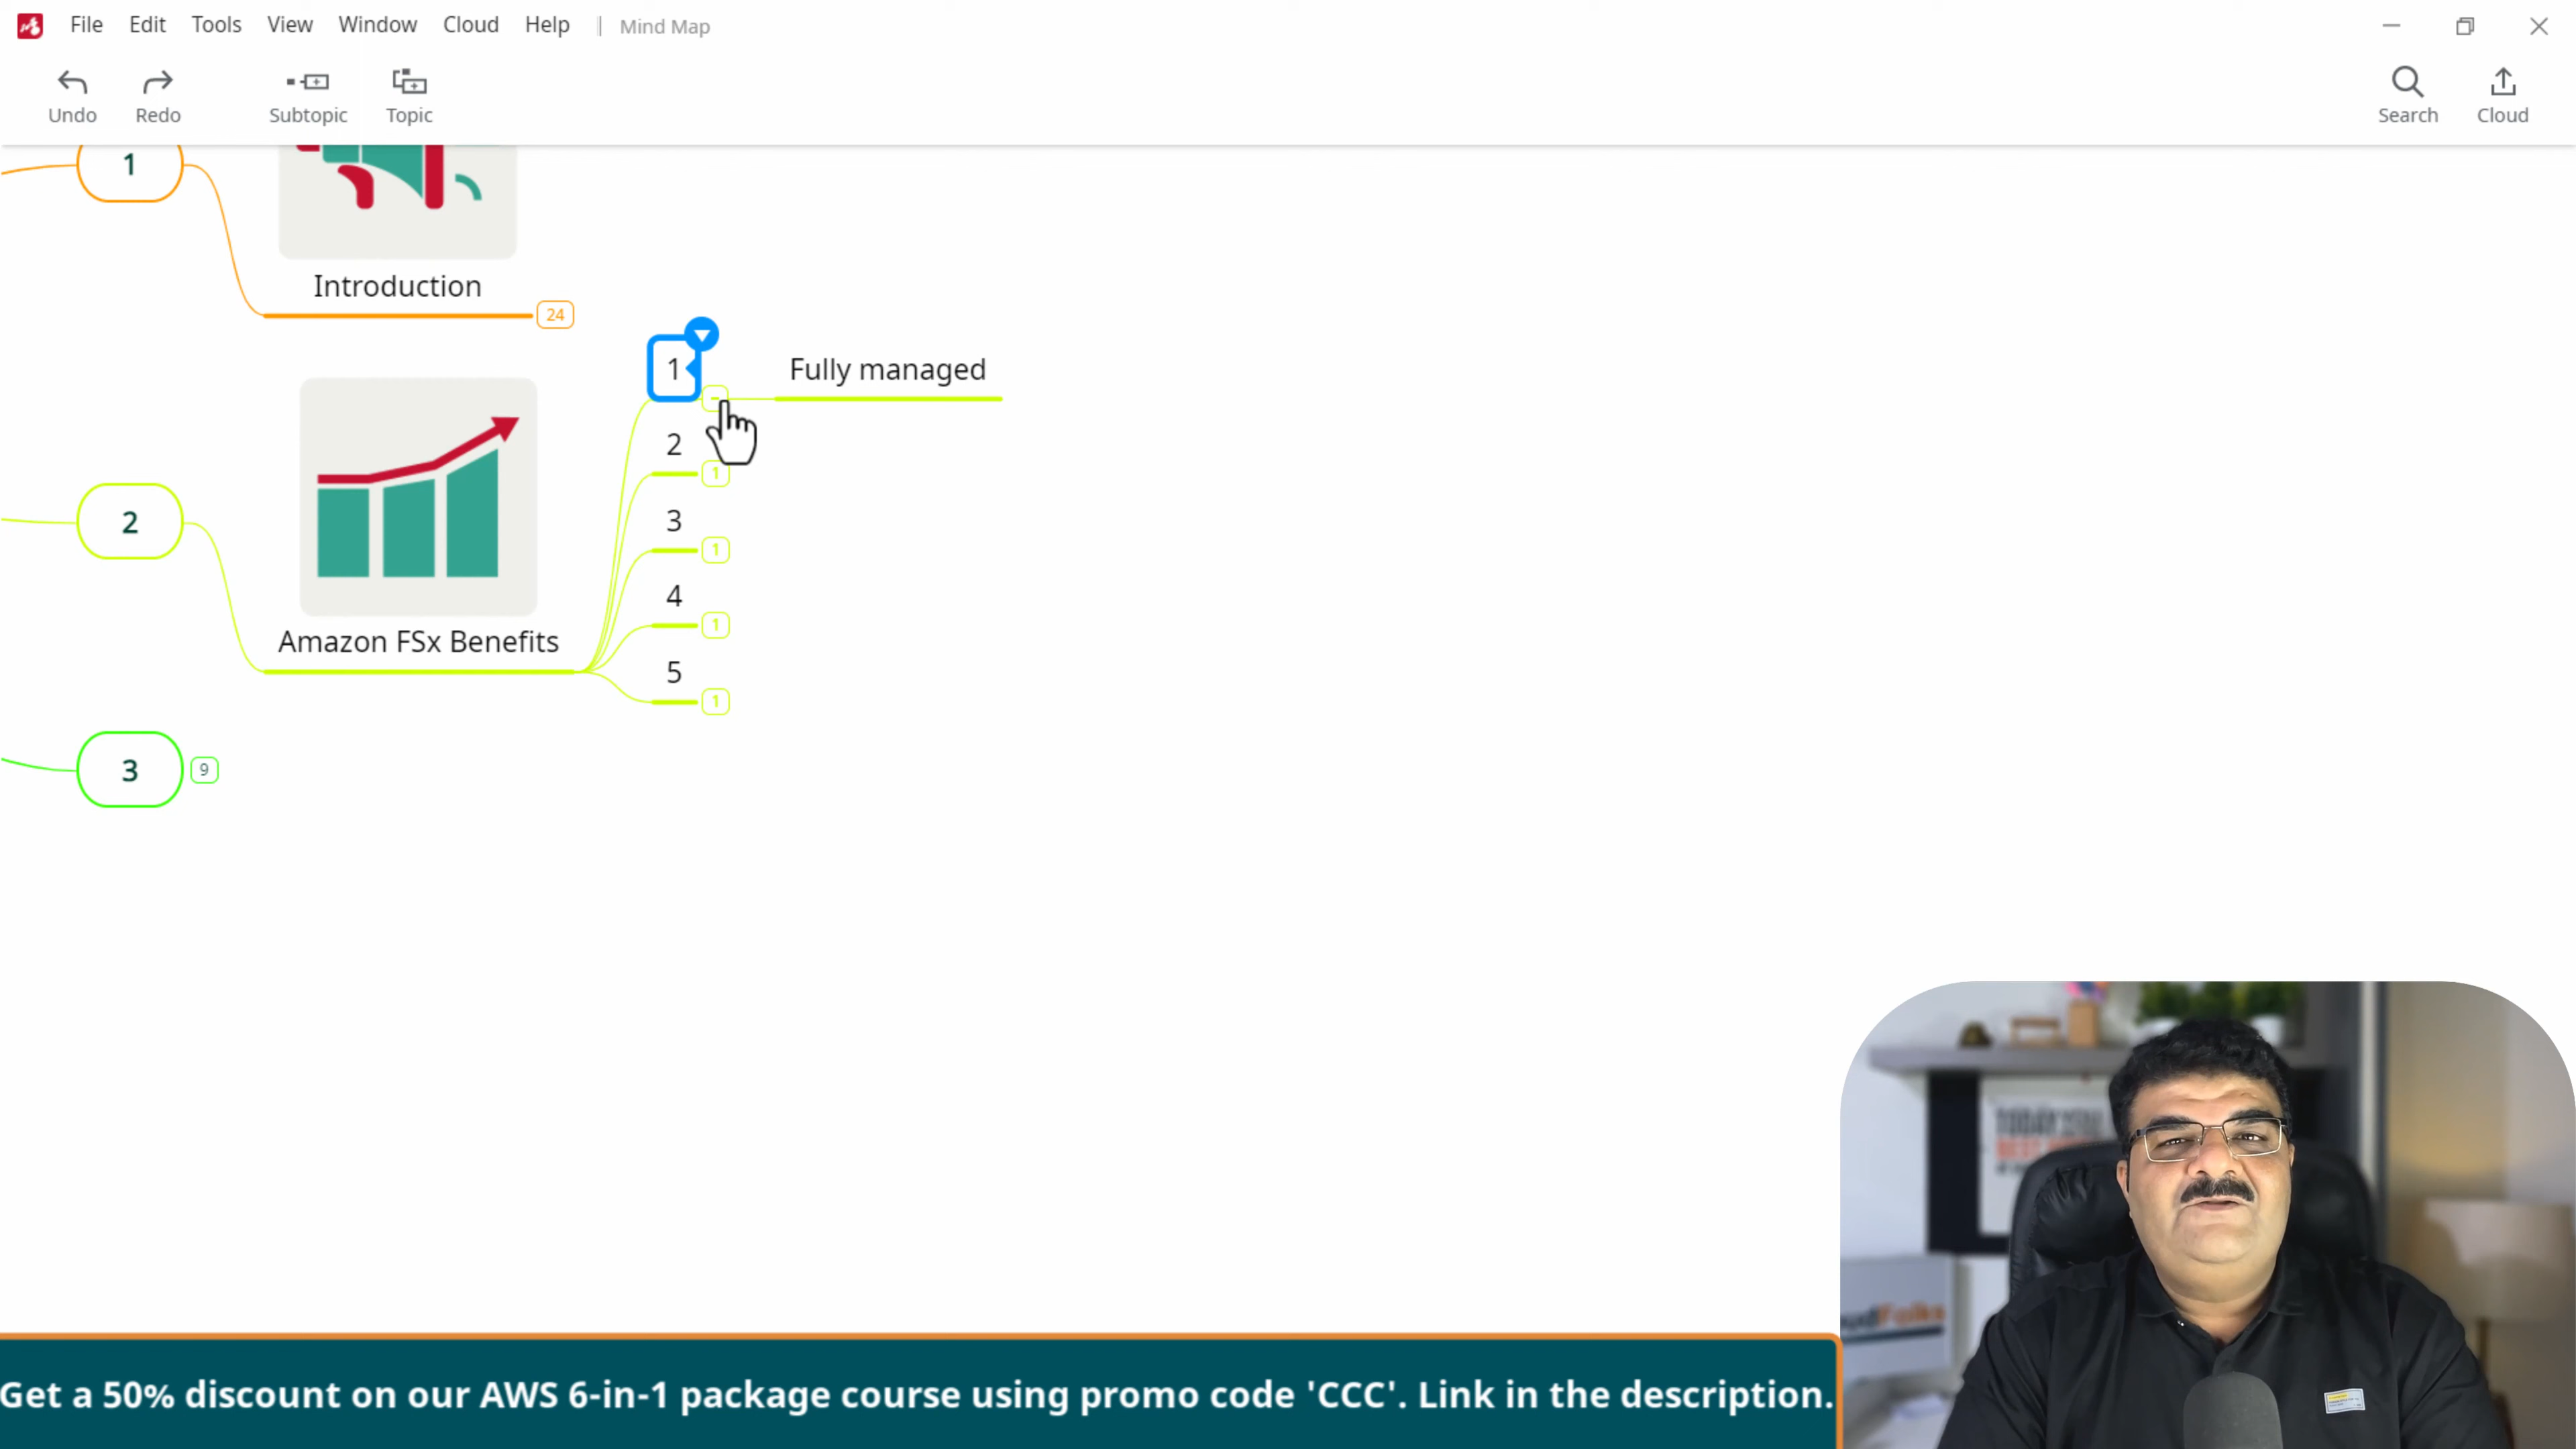 File Edit Tools View Window Cloud Help | Mind Map
Undo Redo Subtopic Topic Search Cloud
1
Introduction
24
1
Fully managed
2
1
3
1
4
1
5
1
2
Amazon FSx Benefits
3
9
Get a 50% discount on our AWS 6-in-1 package course using promo code 'CCC'. Link in the description.